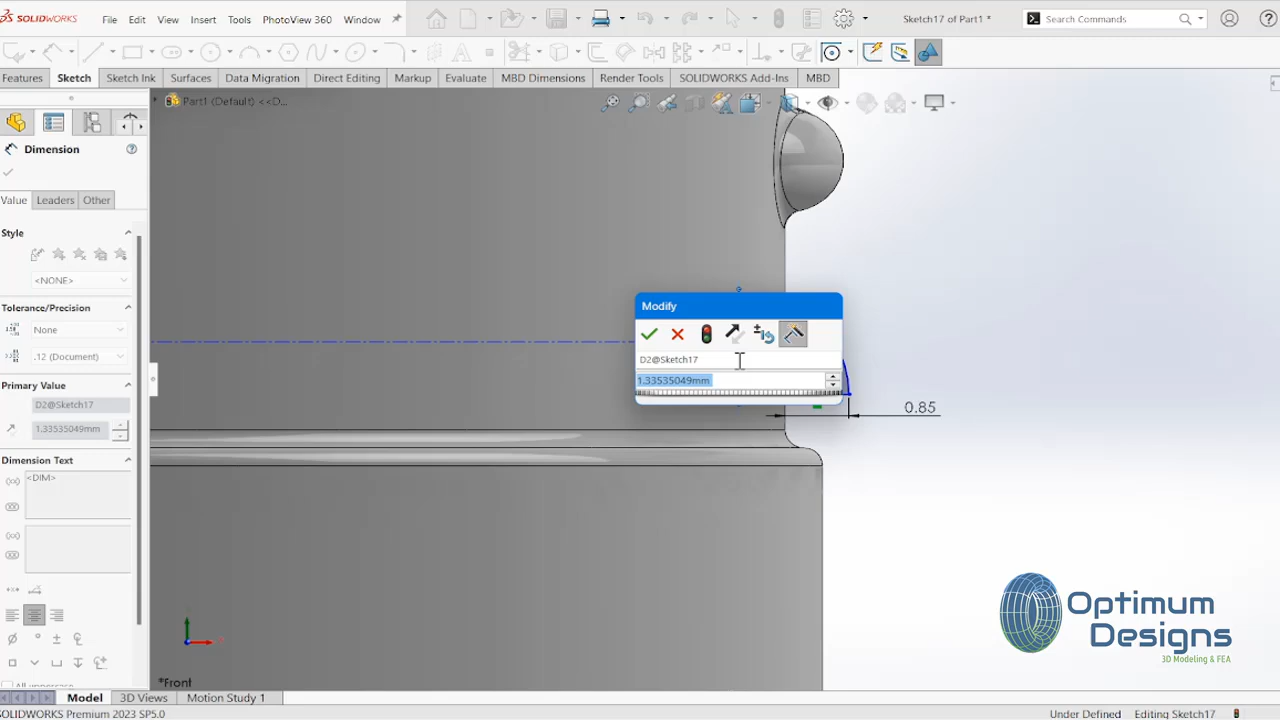 SOLIDWORKS File Edit View Insert Tools PhotoView 360 Window Sketch17 of Part1 * Search Commands
Features Sketch Sketch Ink Surfaces Data Migration Direct Editing Markup Evaluate MBD Dimensions Render Tools SOLIDWORKS Add-Ins MBD
Part1 (Default) <<D...
Dimension
Value Leaders Other
Style
<NONE>
Tolerance/Precision
None
.12 (Document)
Primary Value
D2@Sketch17
1.33535049mm
Dimension Text
<DIM>
Modify
D2@Sketch17
1.33535049mm
0.85
Optimum
Designs
3D Modeling & FEA
*Front
Model 3D Views Motion Study 1
SOLIDWORKS Premium 2023 SP5.0 Under Defined Editing Sketch17